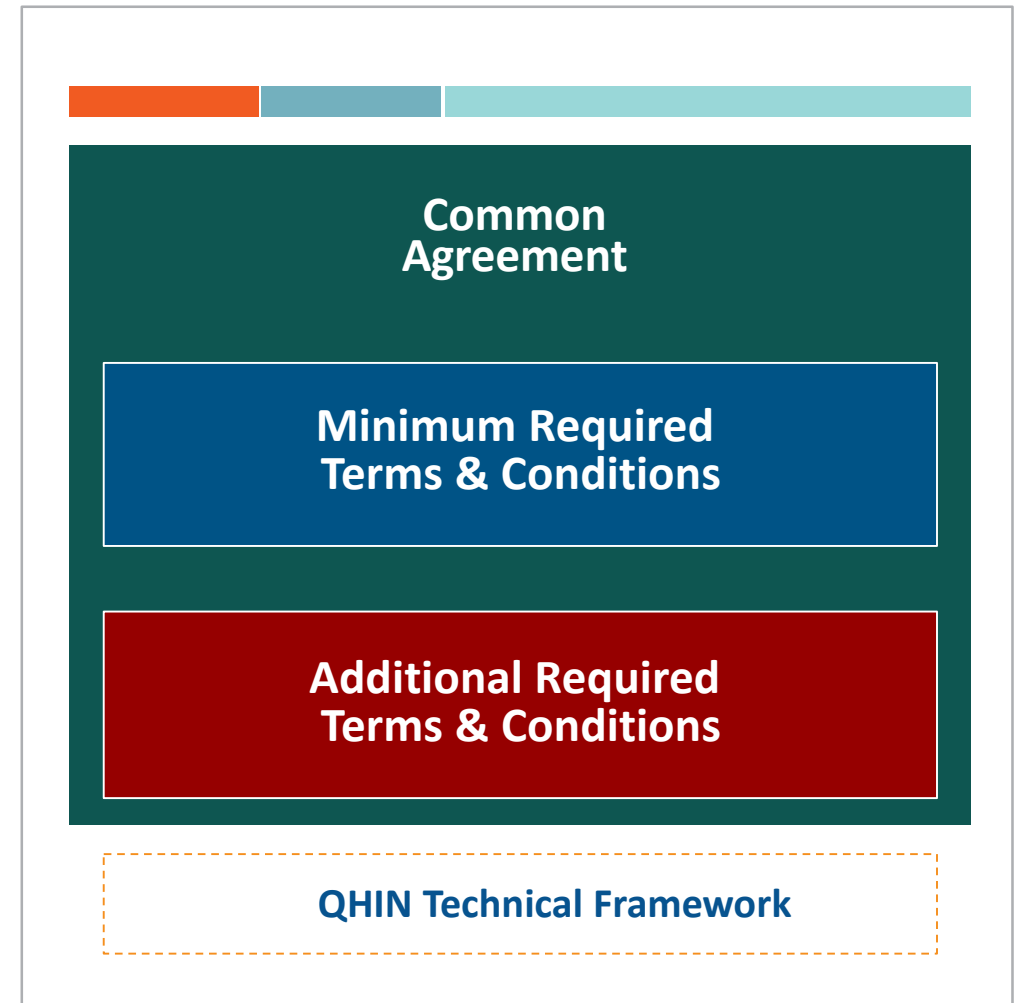 Common
Agreement
Minimum Required
Terms & Conditions
Additional Required
Terms & Conditions
QHIN Technical Framework